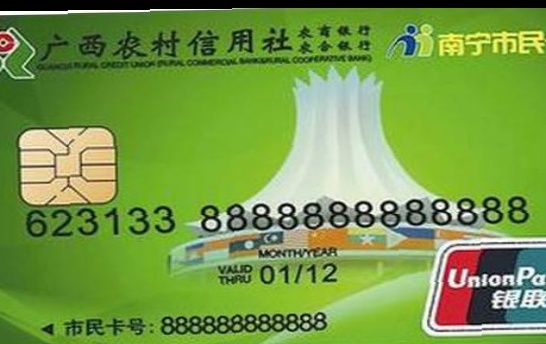 广西农村信用社 农商银行 农合银行
GUANGXI RURAL CREDIT UNION (RURAL COMMERCIAL BANK&RURAL COOPERATIVE BANK)
南宁市民
623133 8888888888888
MONTH/YEAR
VALID THRU 01/12
UnionPa
银联
市民卡号: 888888888888